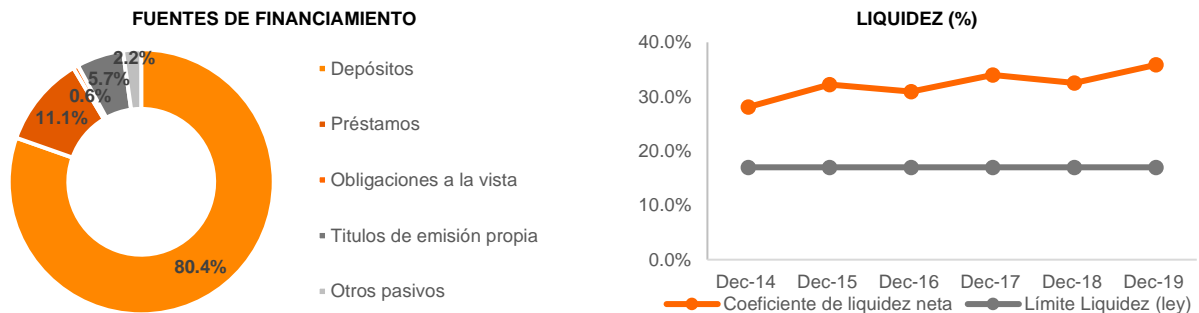 FUENTES DE FINANCIAMIENTO
2.2%
5.7%
0.6%
11.1%
80.4%
Depósitos
Préstamos
Obligaciones a la vista
Titulos de emisión propia
Otros pasivos
LIQUIDEZ (%)
40.0%
30.0%
20.0%
10.0%
0.0%
Dec-14 Dec-15 Dec-16 Dec-17 Dec-18 Dec-19
Coeficiente de liquidez neta Límite Liquidez (ley)